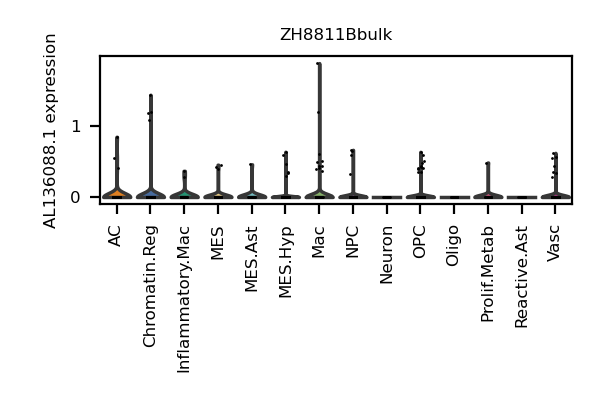 ZH8811Bbulk
AL136088.1 expression
1
0
AC
Chromatin.Reg
Inflammatory.Mac
MES
MES.Ast
MES.Hyp
Mac
NPC
Neuron
OPC
Oligo
Prolif.Metab
Reactive.Ast
Vasc